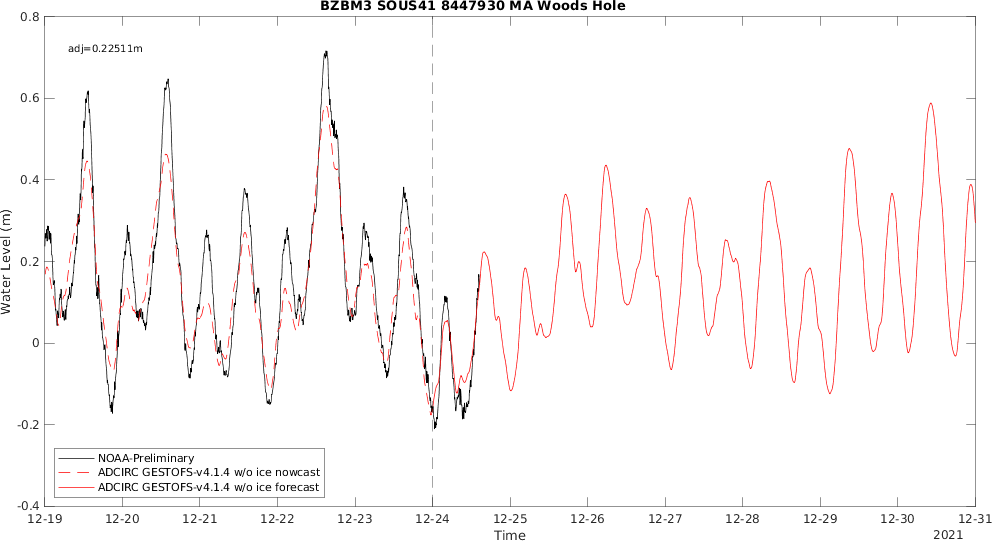 BZBM3 SOUS41 8447930 MA Woods Hole
adj=0.22511m
Water Level (m)
0.8
0.6
0.4
0.2
0
-0.2
-0.4
NOAA-Preliminary
ADCIRC GESTOFS-v4.1.4 w/o ice nowcast
ADCIRC GESTOFS-v4.1.4 w/o ice forecast
12-19 12-20 12-21 12-22 12-23 12-24 12-25 12-26 12-27 12-28 12-29 12-30 12-31
Time
2021